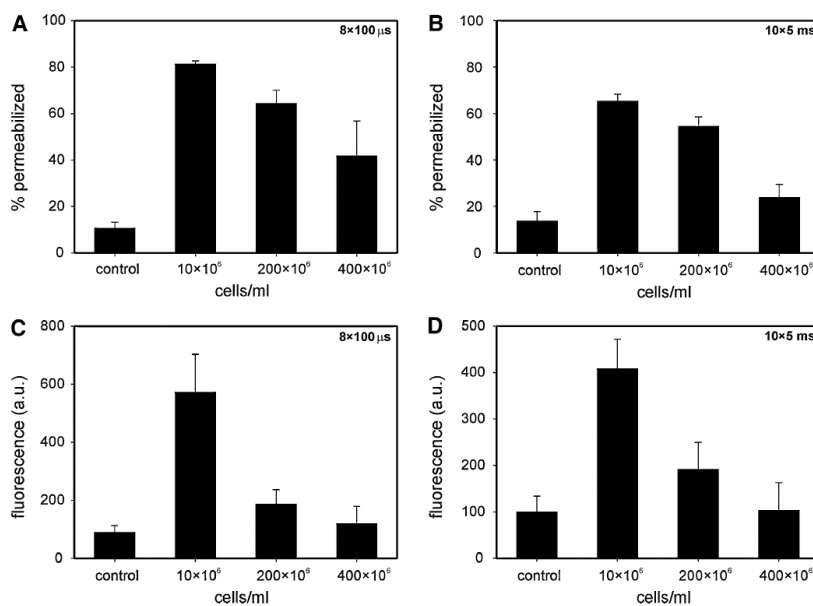 A
8×100 μs
% permeabilized
100
80
60
40
20
0
control
10×10⁶
200×10⁶
400×10⁶
cells/ml
B
10×5 ms
% permeabilized
100
80
60
40
20
0
control
10×10⁶
200×10⁶
400×10⁶
cells/ml
C
8×100 μs
fluorescence (a.u.)
800
600
400
200
0
control
10×10⁶
200×10⁶
400×10⁶
cells/ml
D
10×5 ms
fluorescence (a.u.)
500
400
300
200
100
0
control
10×10⁶
200×10⁶
400×10⁶
cells/ml